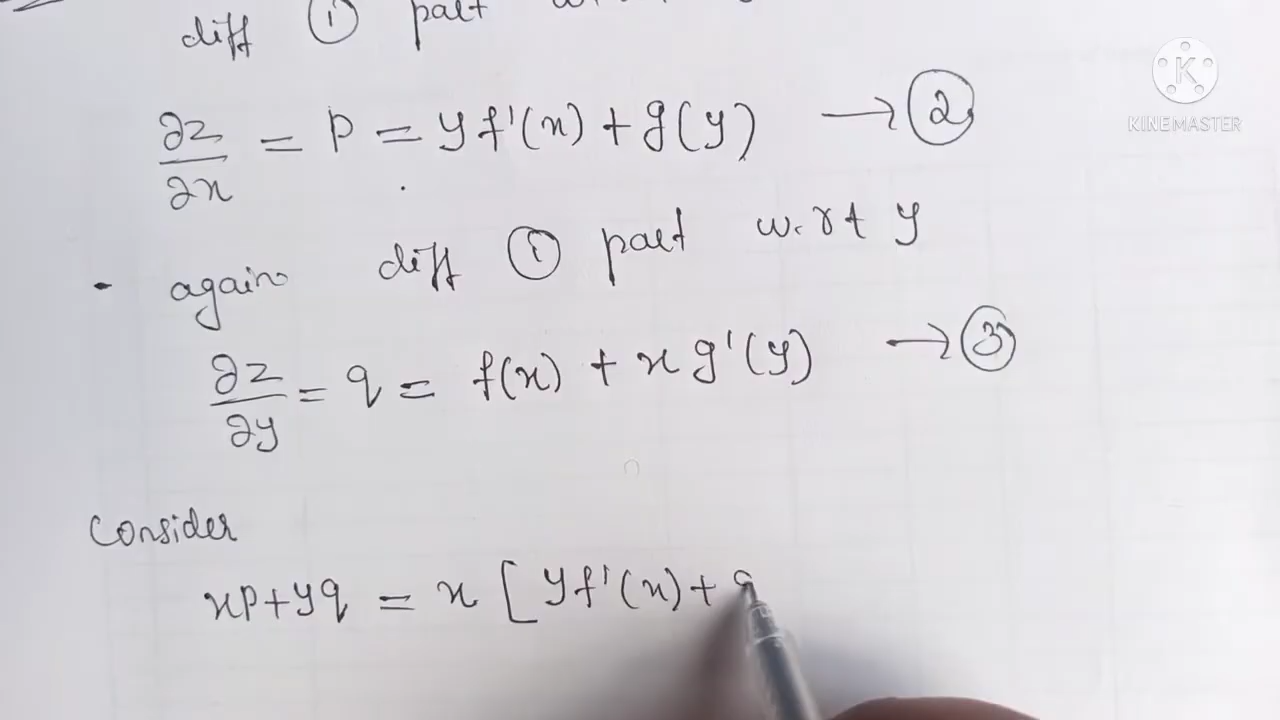 diff ① part w.r.t
∂z/∂x = p = y f'(x) + g(y) → ②
K
KINEMASTER
· again diff ① part w.r.t y
∂z/∂y = q = f(x) + x g'(y) → ③
Consider
xp+yq = x [ y f'(x) +